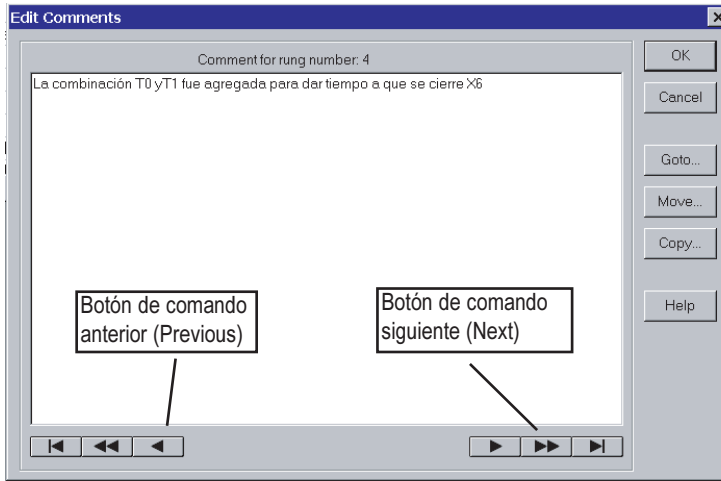 Edit Comments
Comment for rung number: 4
La combinación T0 yT1 fue agregada para dar tiempo a que se cierre X6
OK
Cancel
Goto...
Move...
Copy...
Help
Botón de comando
anterior (Previous)
Botón de comando
siguiente (Next)